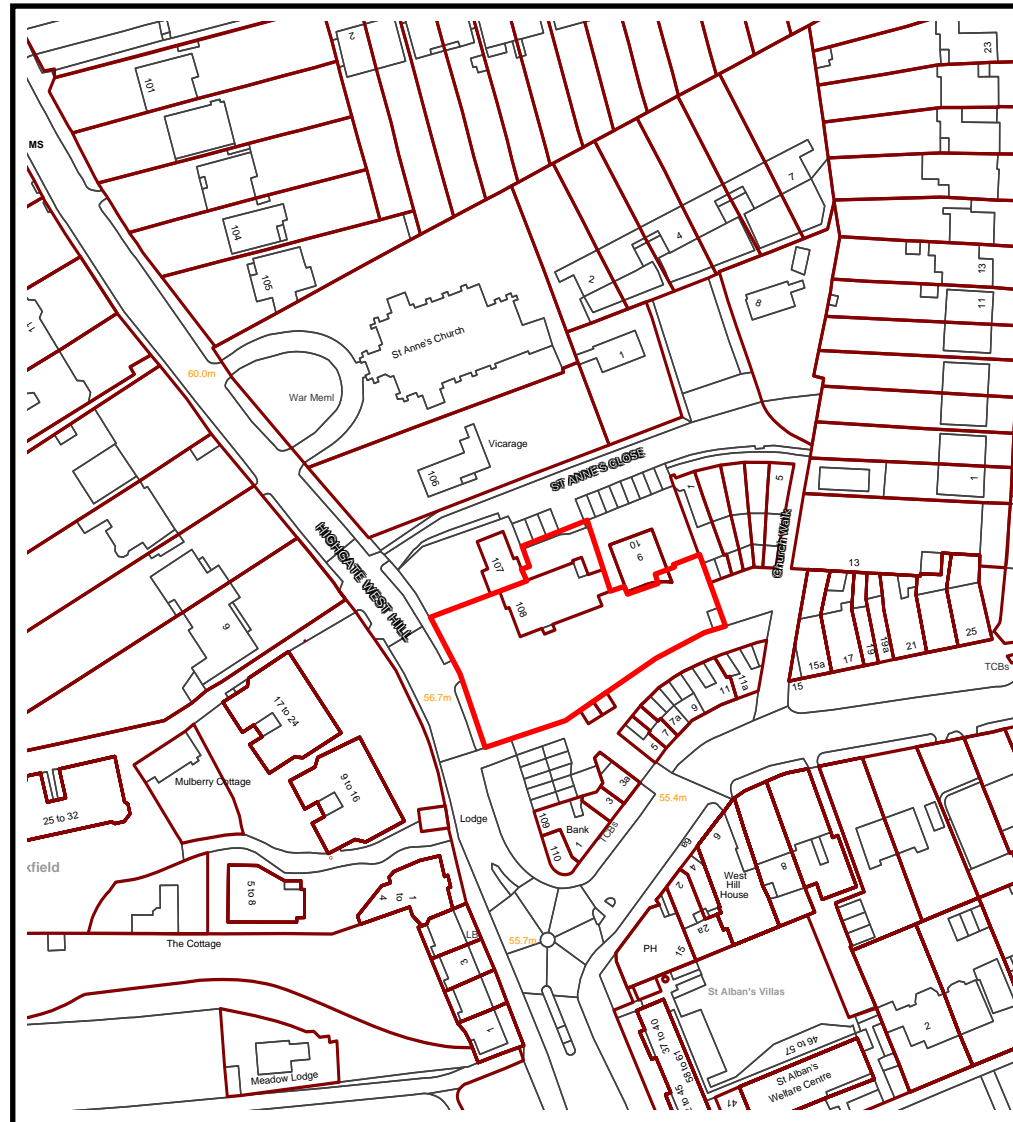 2
23
101
MS
7
104
4
105
2
13
11
8
11
St Anne's Church
1
60.0m
War Meml
Vicarage
106
ST ANNE'S CLOSE
1
5
1
Church Walk
HIGHGATE WEST HILL
107
10
9
108
13
9
15a
17
19
19a
21
25
TCBs
15
56.7m
17 to 24
11a
11
9
7a
7
5
Mulberry Cottage
9 to 16
25 to 32
Lodge
3a
3
55.4m
109
Bank
TCBs
110
1
6a
6
kfield
5 to 8
1 to 4
4
2
West
Hill
House
8
2a
The Cottage
LB
3
55.7m
PH
15
St Alban's Villas
1
2
37 to 40
58 to 61
46 to 57
Meadow Lodge
St Alban's
Welfare Centre
to 45
41